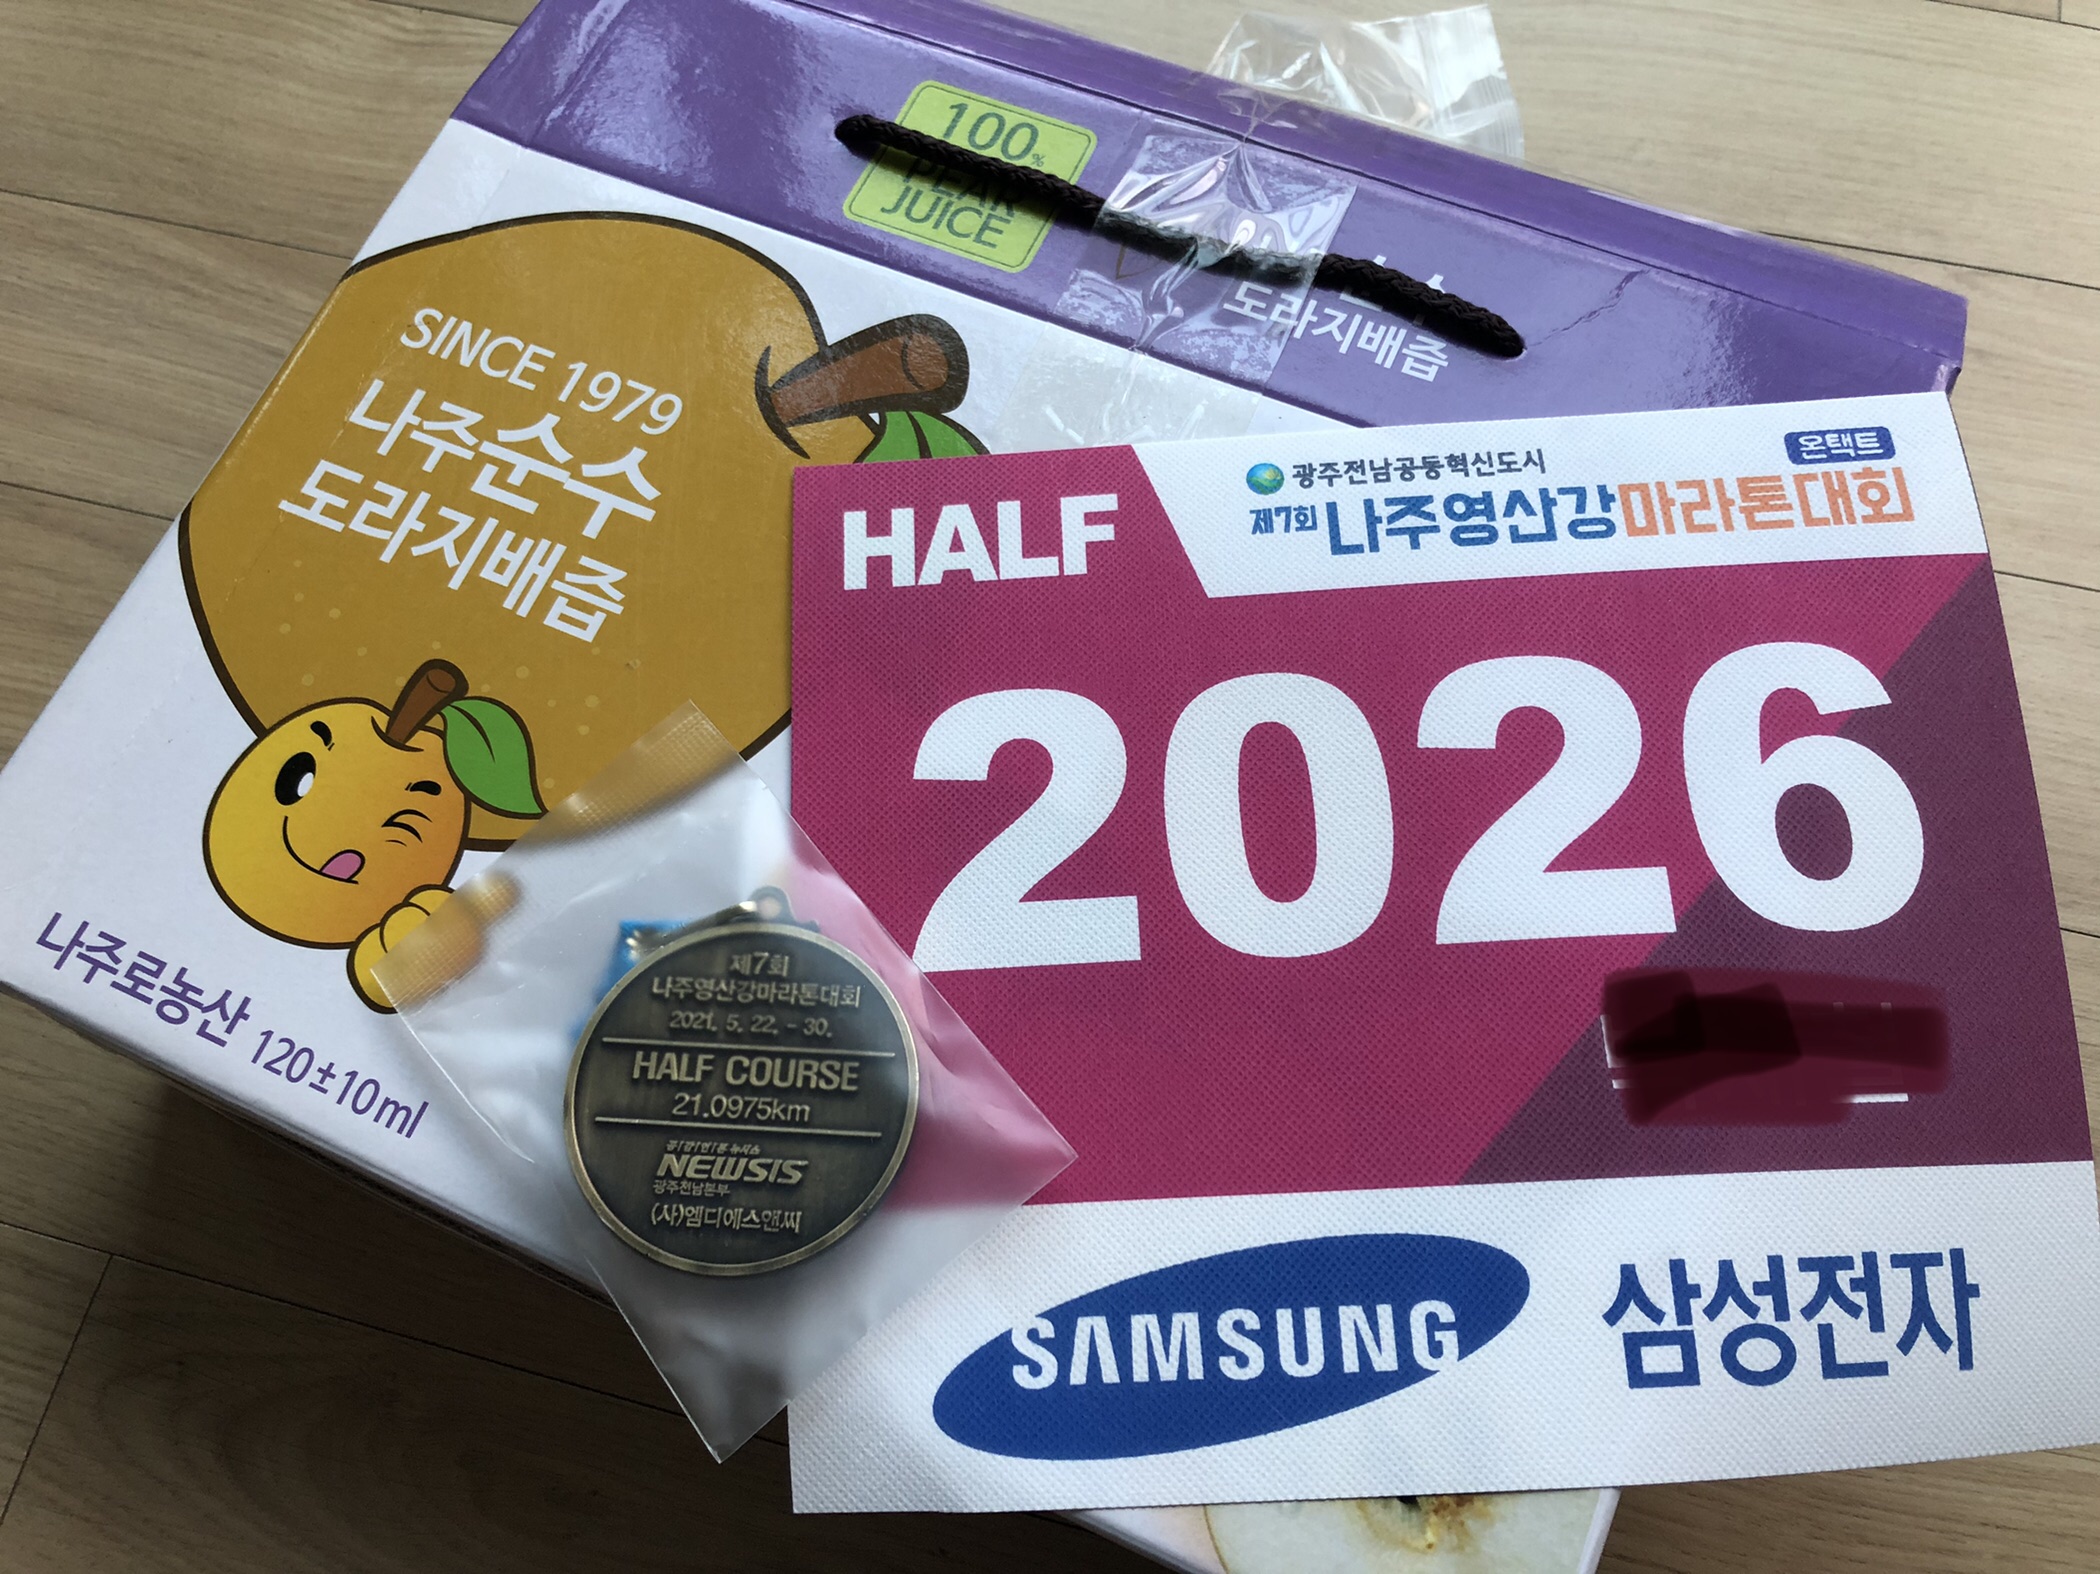 100%
PEAR
JUICE
도라지배즙
SINCE 1979
나주순수
도라지배즙
나주로농산 120±10ml
HALF
광주전남공동혁신도시
온택트
제7회 나주영산강마라톤대회
2026
제7회
나주영산강마라톤대회
2021. 5. 22. - 30.
HALF COURSE
21.0975km
NEWSIS
광주전남본부
(사)엠디에스앤씨
SAMSUNG 삼성전자